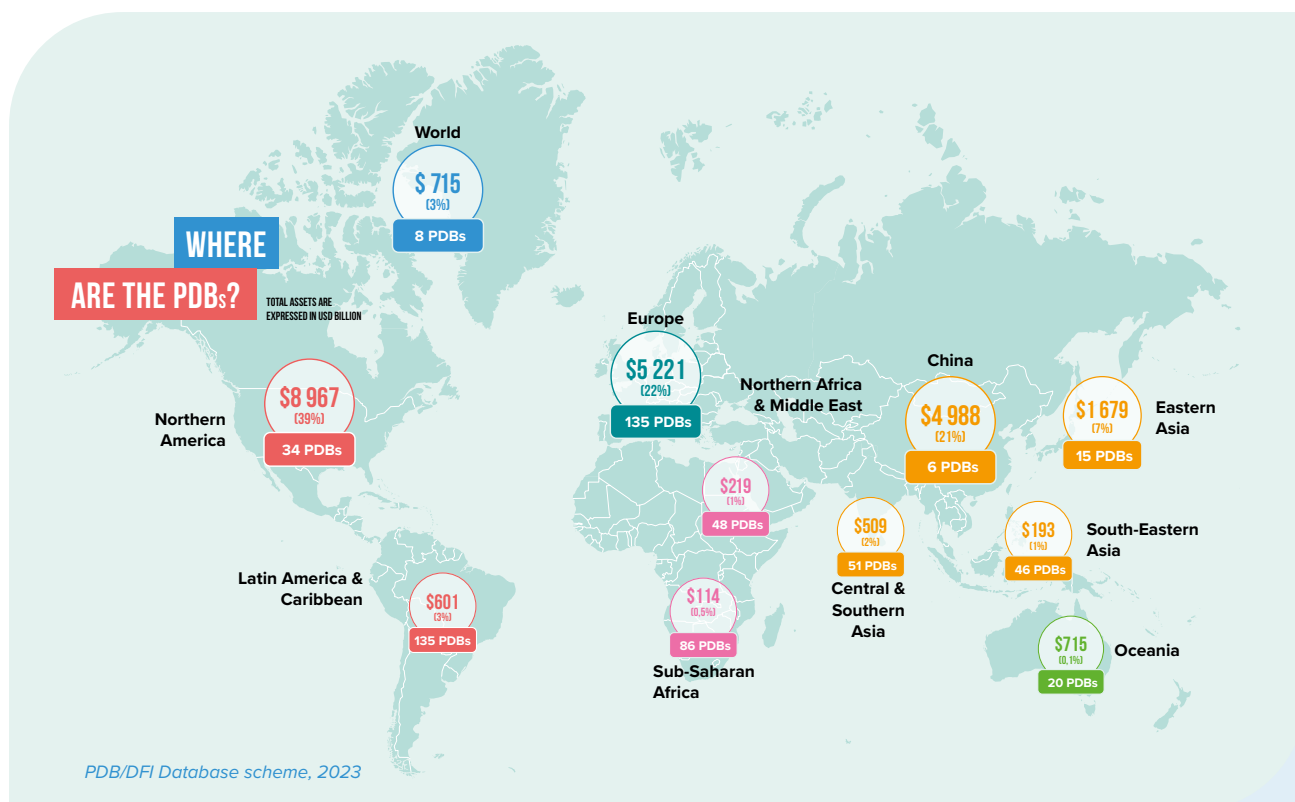 World
$ 715
(3%)
8 PDBs
WHERE
ARE THE PDBs?
TOTAL ASSETS ARE
EXPRESSED IN USD BILLION
Europe
$5 221
(22%)
135 PDBs
Northern
America
$8 967
(39%)
34 PDBs
Northern Africa
& Middle East
$219
(1%)
48 PDBs
China
$4 988
(21%)
6 PDBs
$1 679
(7%)
15 PDBs
Eastern
Asia
$509
(2%)
51 PDBs
Central &
Southern
Asia
$193
(1%)
46 PDBs
South-Eastern
Asia
Latin America &
Caribbean
$601
(3%)
135 PDBs
$114
(0,5%)
86 PDBs
Sub-Saharan
Africa
$715
(0,1%)
20 PDBs
Oceania
PDB/DFI Database scheme, 2023